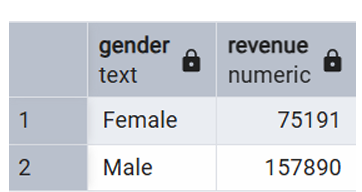 gender revenue
text numeric
1 Female 75191
2 Male 157890